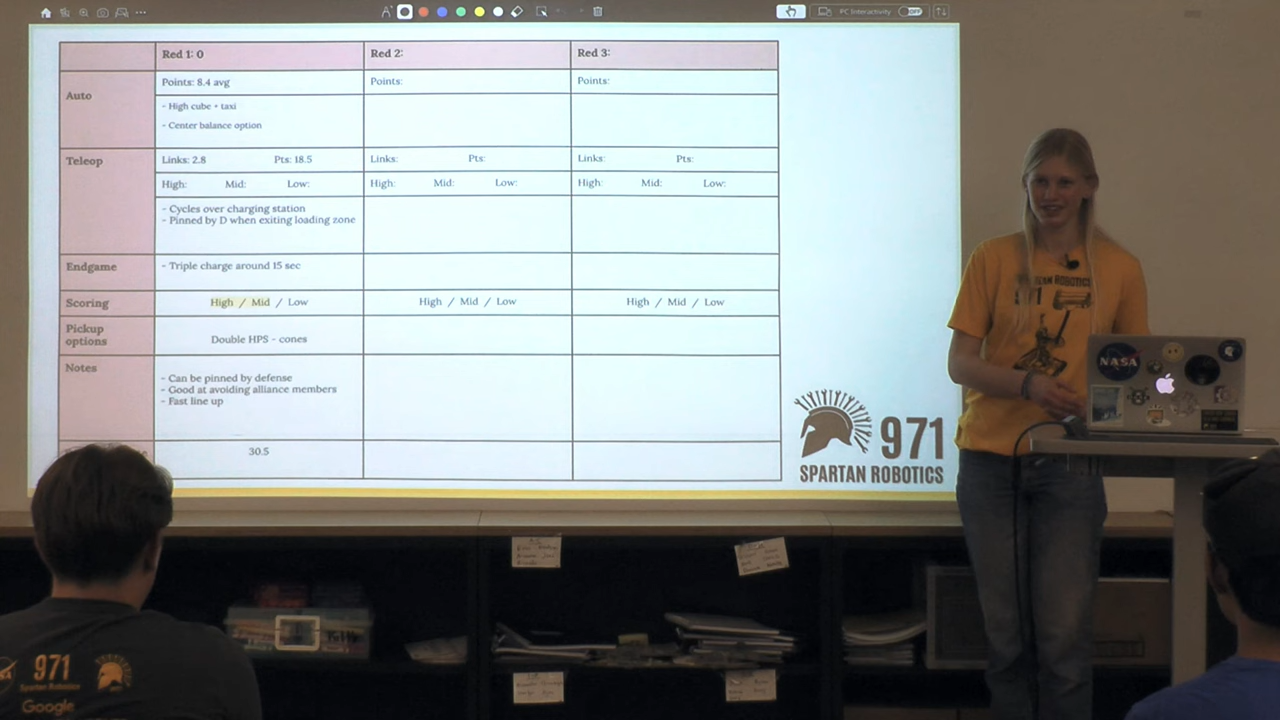 PC Interactivity OFF
Red 1: 0 Red 2: Red 3:
Auto
Points: 8.4 avg Points: Points:
- High cube + taxi
- Center balance option
Teleop
Links: 2.8 Pts: 18.5 Links: Pts: Links: Pts:
High: Mid: Low: High: Mid: Low: High: Mid: Low:
- Cycles over charging station
- Pinned by D when exiting loading zone
Endgame
- Triple charge around 15 sec
Scoring
High / Mid / Low High / Mid / Low High / Mid / Low
Pickup
options
Double HPS - cones
Notes
- Can be pinned by defense
- Good at avoiding alliance members
- Fast line up
30.5
971
SPARTAN ROBOTICS
NASA
971
Spartan Robotics
Google